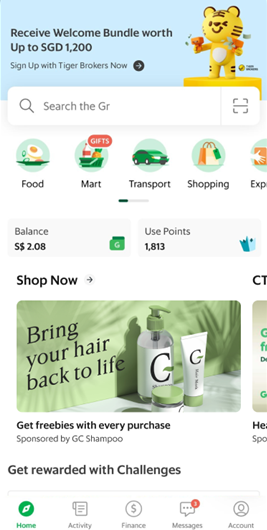 Receive Welcome Bundle worth
Up to SGD 1,200
Sign Up with Tiger Brokers Now
Search the Gr
GIFTS
Food
Mart
Transport
Shopping
Exp
Balance
S$ 2.08
G
Use Points
1,813
Shop Now
CT
Bring
your hair
back to life
G
Get freebies with every purchase
Sponsored by GC Shampoo
Hea
Spo
Get rewarded with Challenges
Home
Activity
Finance
Messages
Account